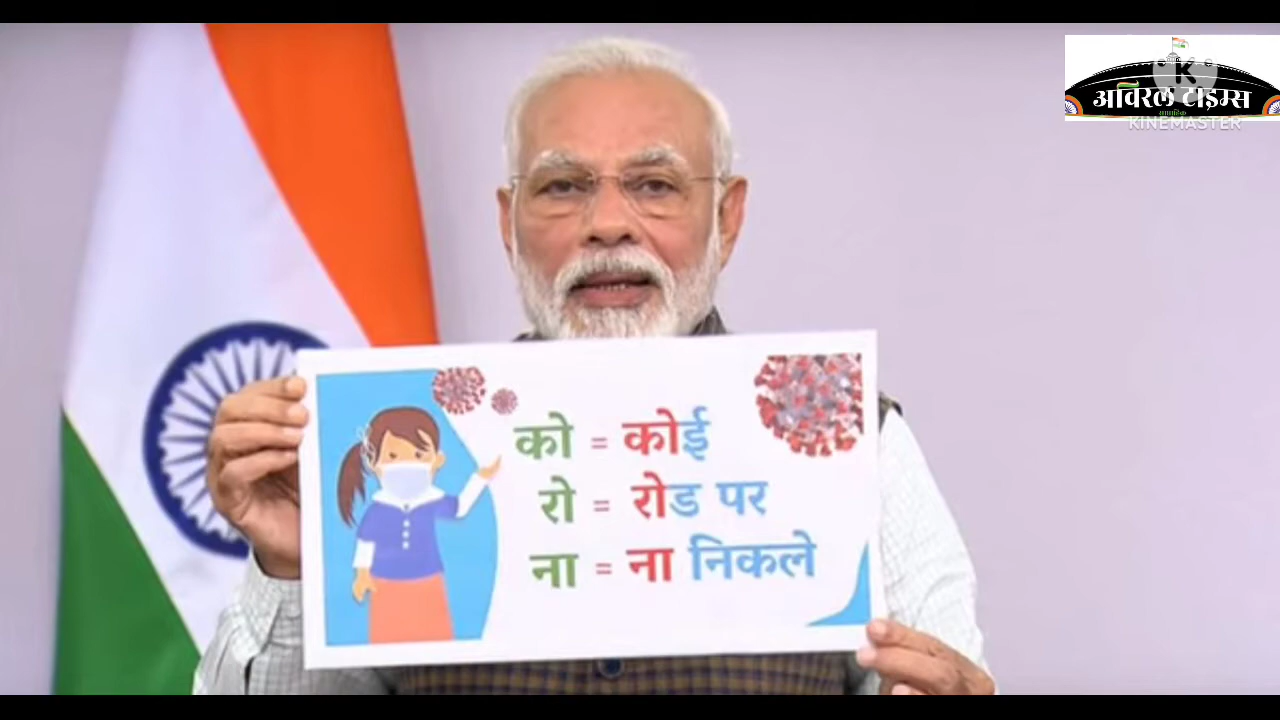 अविरल टाइम्स
साप्ताहिक
K
KINEMASTER
को = कोई
रो = रोड पर
ना = ना निकले